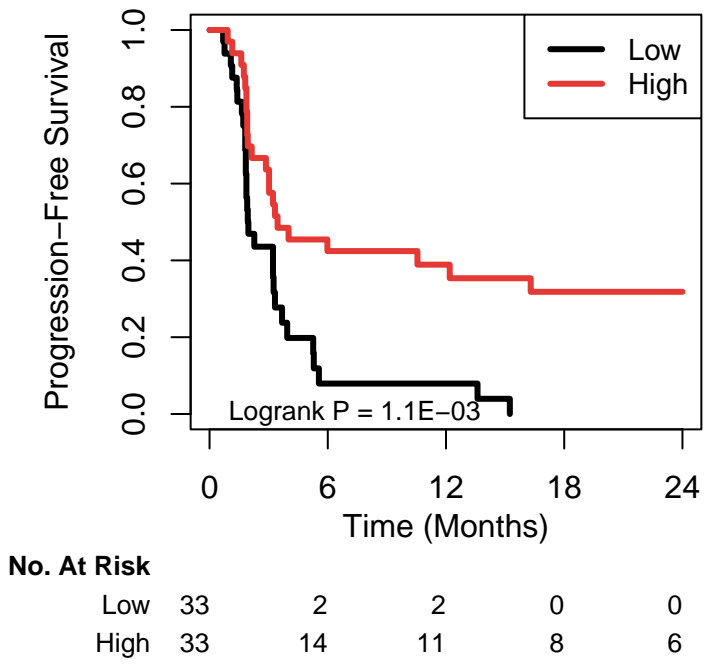 Progression−Free Survival
1.0
0.8
0.6
0.4
0.2
0.0
Low
High
Logrank P = 1.1E−03
0 6 12 18 24
Time (Months)
No. At Risk
Low 33 2 2 0 0
High 33 14 11 8 6